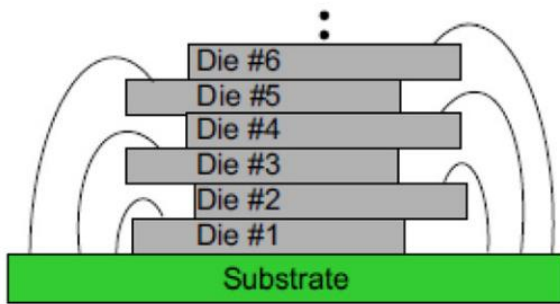 Die #6
Die #5
Die #4
Die #3
Die #2
Die #1
Substrate